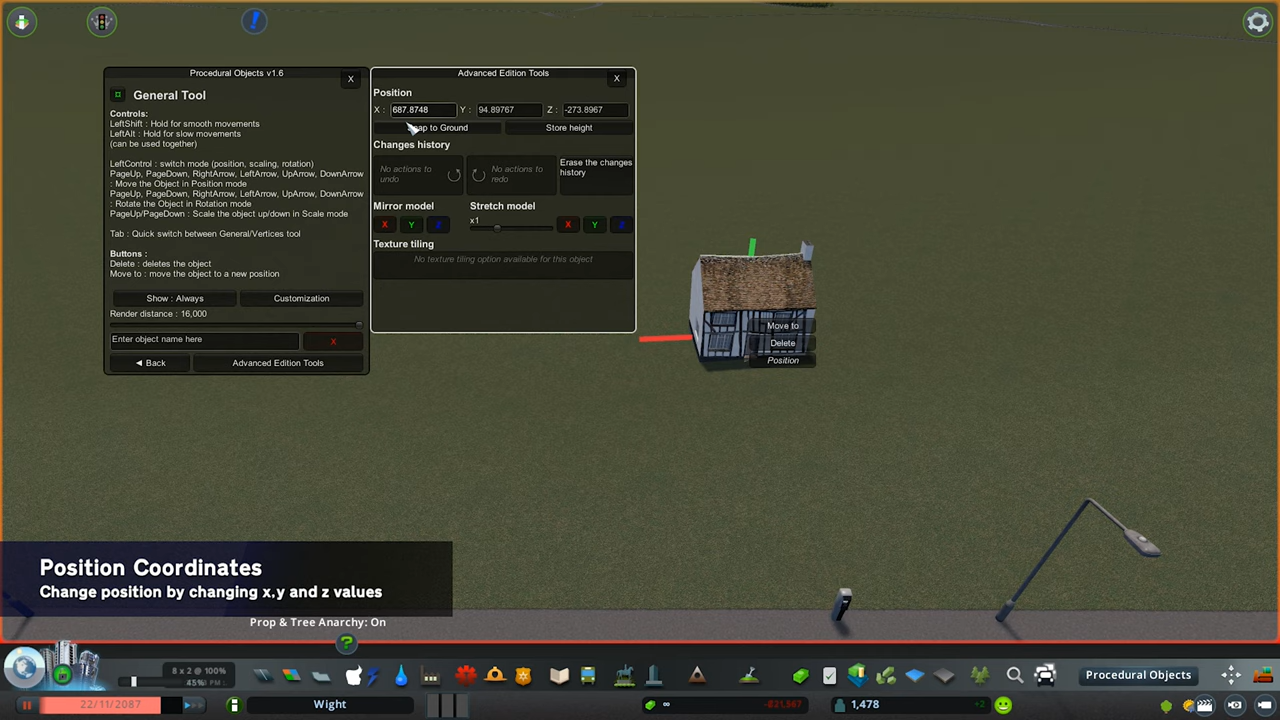 Procedural Objects v1.6
X
General Tool
Controls:
LeftShift : Hold for smooth movements
LeftAlt : Hold for slow movements
(can be used together)
LeftControl : switch mode (position, scaling, rotation)
PageUp, PageDown, RightArrow, LeftArrow, UpArrow, DownArrow
: Move the Object in Position mode
PageUp, PageDown, RightArrow, LeftArrow, UpArrow, DownArrow
: Rotate the Object in Rotation mode
PageUp/PageDown : Scale the object up/down in Scale mode
Tab : Quick switch between General/Vertices tool
Buttons :
Delete : deletes the object
Move to : move the object to a new position
Show : Always
Customization
Render distance : 16,000
Enter object name here
X
◄ Back
Advanced Edition Tools
Advanced Edition Tools
X
Position
X : 687.8748 Y : 94.89767 Z : -273.8967
to Ground
Store height
Changes history
No actions to
undo
No actions to
redo
Erase the changes
history
Mirror model
X Y Z
Stretch model
x1
X Y Z
Texture tiling
No texture tiling option available for this object
Move to
Delete
Position
Position Coordinates
Change position by changing x,y and z values
Prop & Tree Anarchy: On
?
8 x 2 @ 100%
Procedural Objects
22/11/2087
Wight
∞
1,478
+2